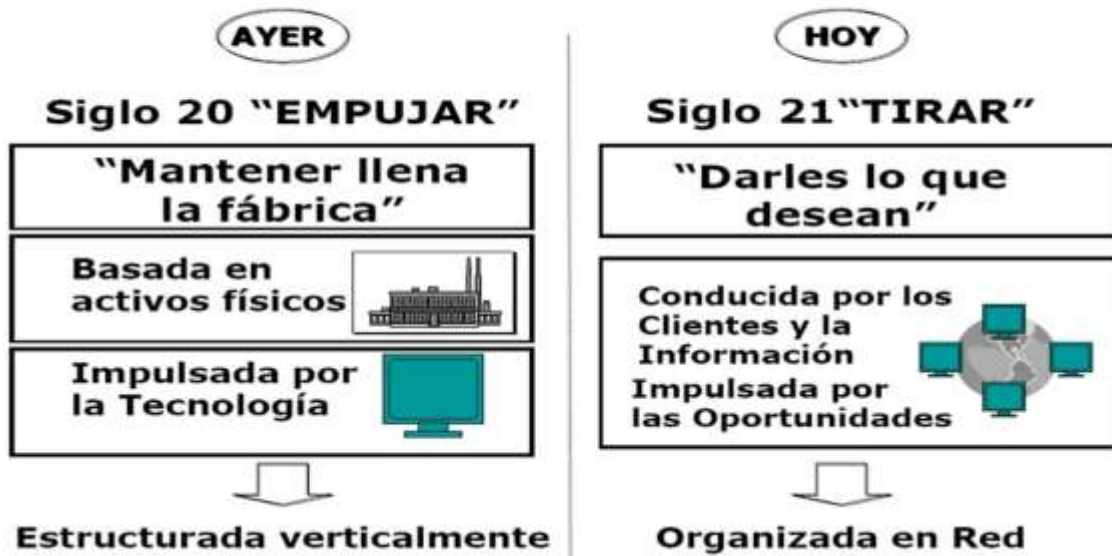 AYER
Siglo 20 “EMPUJAR”
“Mantener llena
la fábrica”
Basada en
activos físicos
Impulsada por
la Tecnología
Estructurada verticalmente
HOY
Siglo 21“TIRAR”
“Darles lo que
desean”
Conducida por los
Clientes y la
Información
Impulsada por
las Oportunidades
Organizada en Red